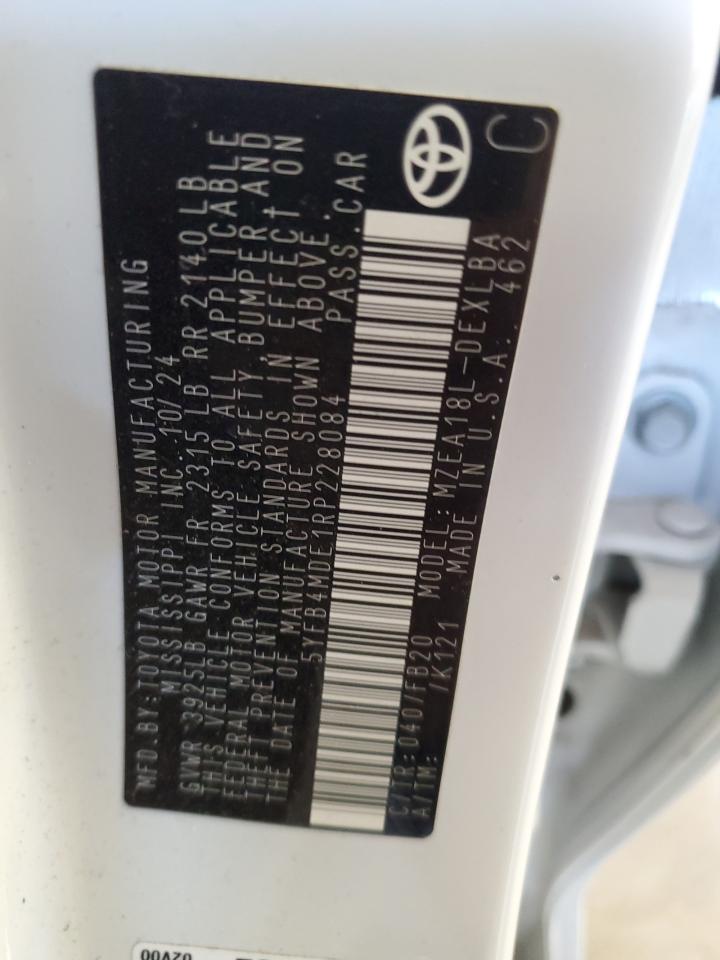 MFD BY:TOYOTA MOTOR MANUFACTURING
MISSISSIPPI INC. 10/24
GVWR 3925LB GAWR FR 2315 LB RR 2140LB
THIS VEHICLE CONFORMS TO ALL APPLICABLE
FEDERAL MOTOR VEHICLE SAFETY, BUMPER AND
THEFT PREVENTION STANDARDS IN EFFECT ON
THE DATE OF MANUFACTURE SHOWN ABOVE.
5YFB4MDE1RP228084 PASS.CAR
C/TR: 040/FB20 MODEL:MZEA18L-DEXLBA
A/TM: /K121 MADE IN U.S.A. 462
C
02V00